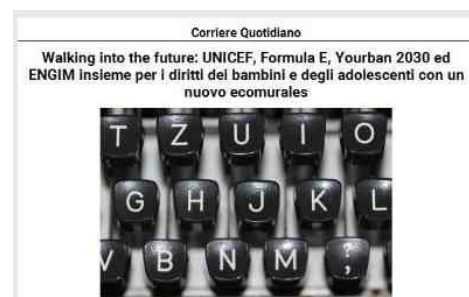 Corriere Quotidiano
Walking into the future: UNICEF, Formula E, Yourban 2030 ed
ENGIM insieme per i diritti dei bambini e degli adolescenti con un
nuovo ecomurales
T Z U I O
G H J K L
V B N M ? ;